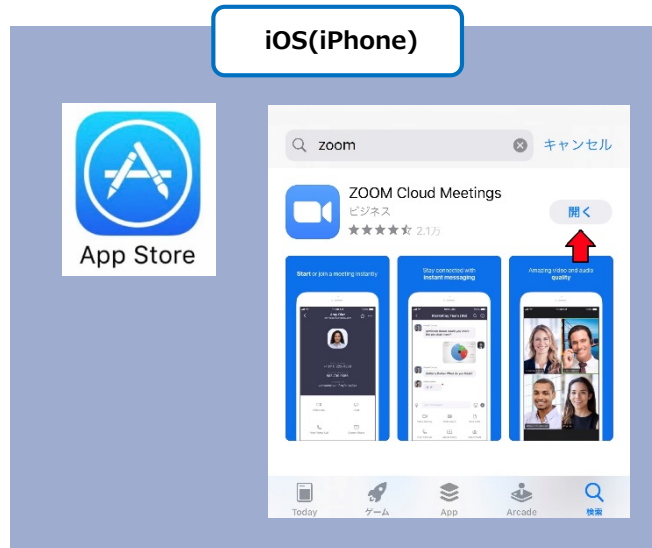 iOS(iPhone)
App Store
zoom
キャンセル
ZOOM Cloud Meetings
ビジネス
開く
2.1万
Start or join a meeting instantly
Stay connected with
instant messaging
Amazing video and audio
quality
Today
ゲーム
App
Arcade
検索